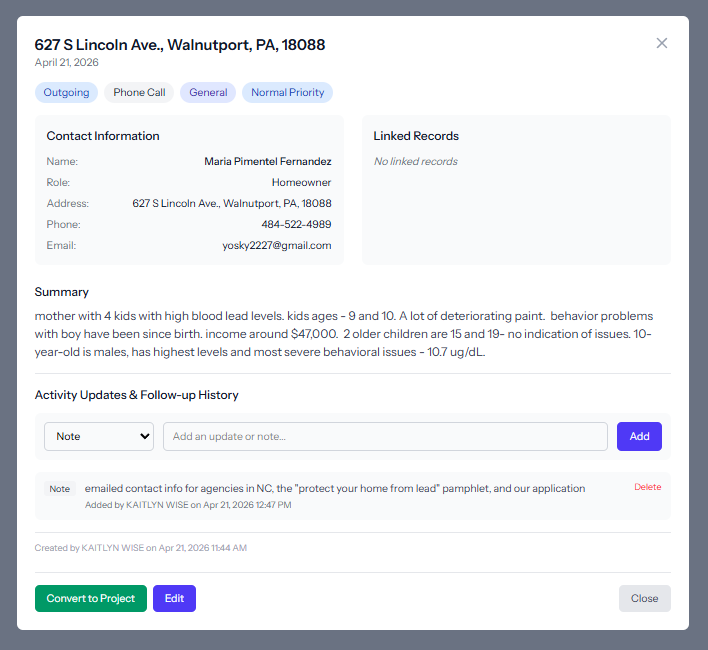 627 S Lincoln Ave., Walnutport, PA, 18088
April 21, 2026
Outgoing Phone Call General Normal Priority
Contact Information
Name: Maria Pimentel Fernandez
Role: Homeowner
Address: 627 S Lincoln Ave., Walnutport, PA, 18088
Phone: 484-522-4989
Email: yosky2227@gmail.com
Linked Records
No linked records
Summary
mother with 4 kids with high blood lead levels. kids ages - 9 and 10. A lot of deteriorating paint.  behavior problems
with boy have been since birth. income around $47,000.  2 older children are 15 and 19- no indication of issues. 10-
year-old is males, has highest levels and most severe behavioral issues - 10.7 ug/dL.
Activity Updates & Follow-up History
Note Add an update or note... Add
Note emailed contact info for agencies in NC, the "protect your home from lead" pamphlet, and our application Delete
Added by KAITLYN WISE on Apr 21, 2026 12:47 PM
Created by KAITLYN WISE on Apr 21, 2026 11:44 AM
Convert to Project Edit Close